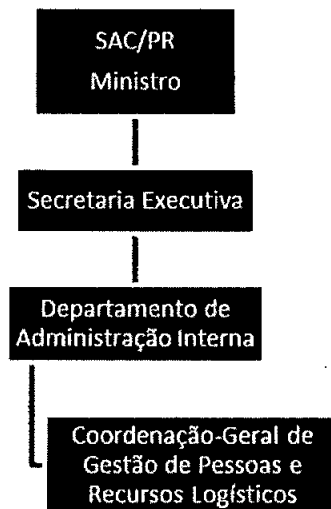 SAC/PR
Ministro
Secretaria Executiva
Departamento de
Administração Interna
Coordenação-Geral de
Gestão de Pessoas e
Recursos Logísticos